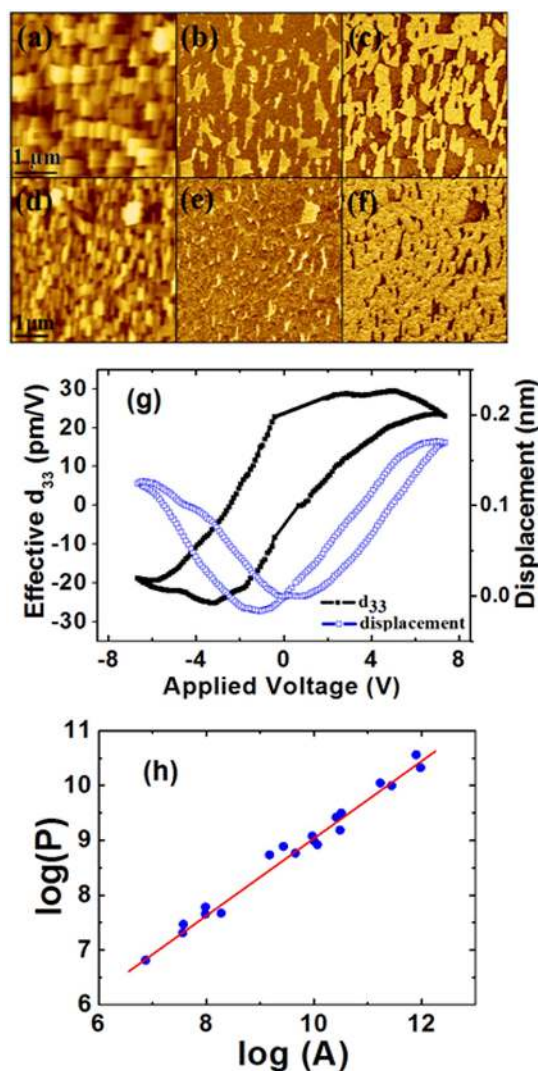 (a) (b) (c)
1 μm
(d) (e) (f)
1μm
(g)
Effective d33 (pm/V)
30
20
10
0
-10
-20
-30
Displacement (nm)
0.2
0.1
0.0
d33
displacement
-8 -4 0 4 8
Applied Voltage (V)
(h)
log(P)
11
10
9
8
7
6
6 8 10 12
log (A)